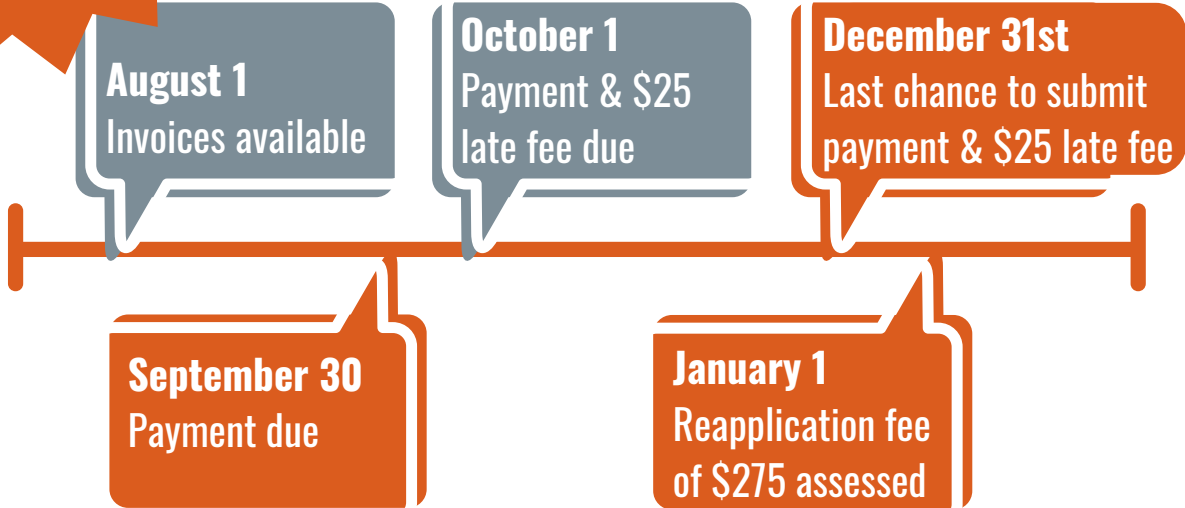 August 1
Invoices available
October 1
Payment & $25
late fee due
December 31st
Last chance to submit
payment & $25 late fee
September 30
Payment due
January 1
Reapplication fee
of $275 assessed